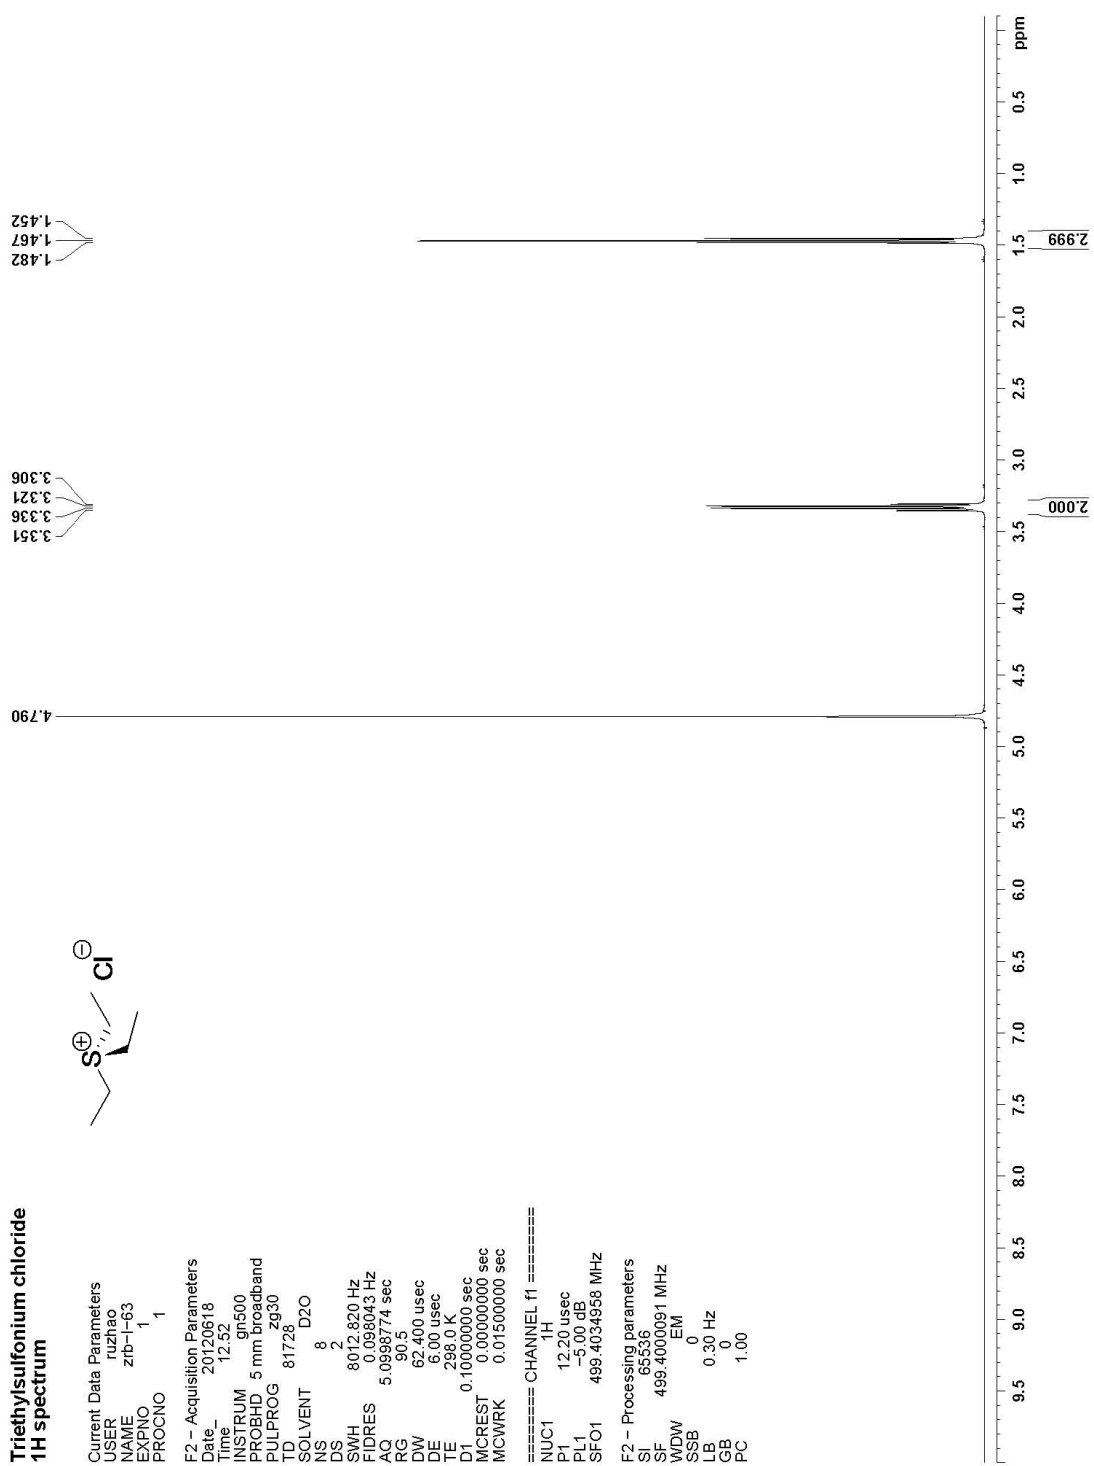 Triethylsulfonium chloride
1H spectrum
Current Data Parameters
USER ruzhao
NAME zrb-I-63
EXPNO 1
PROCNO 1
F2 - Acquisition Parameters
Date_ 20120618
Time 12.52
INSTRUM gn500
PROBHD 5 mm broadband
PULPROG zg30
TD 81728
SOLVENT D2O
NS 8
DS 2
SWH 8012.820 Hz
FIDRES 0.098043 Hz
AQ 5.0998774 sec
RG 90.5
DW 62.400 usec
DE 6.00 usec
TE 298.0 K
D1 0.10000000 sec
MCREST 0.00000000 sec
MCWRK 0.01500000 sec
======== CHANNEL f1 ========
NUC1 1H
P1 12.20 usec
PL1 -5.00 dB
SFO1 499.4034958 MHz
F2 - Processing parameters
SI 65536
SF 499.4000091 MHz
WDW EM
SSB 0
LB 0.30 Hz
GB 0
PC 1.00
S ⊕
Cl ⊖
4.790
3.351
3.336
3.321
3.306
1.482
1.467
1.452
9.5 9.0 8.5 8.0 7.5 7.0 6.5 6.0 5.5 5.0 4.5 4.0 3.5 3.0 2.5 2.0 1.5 1.0 0.5 ppm
2.000
2.999